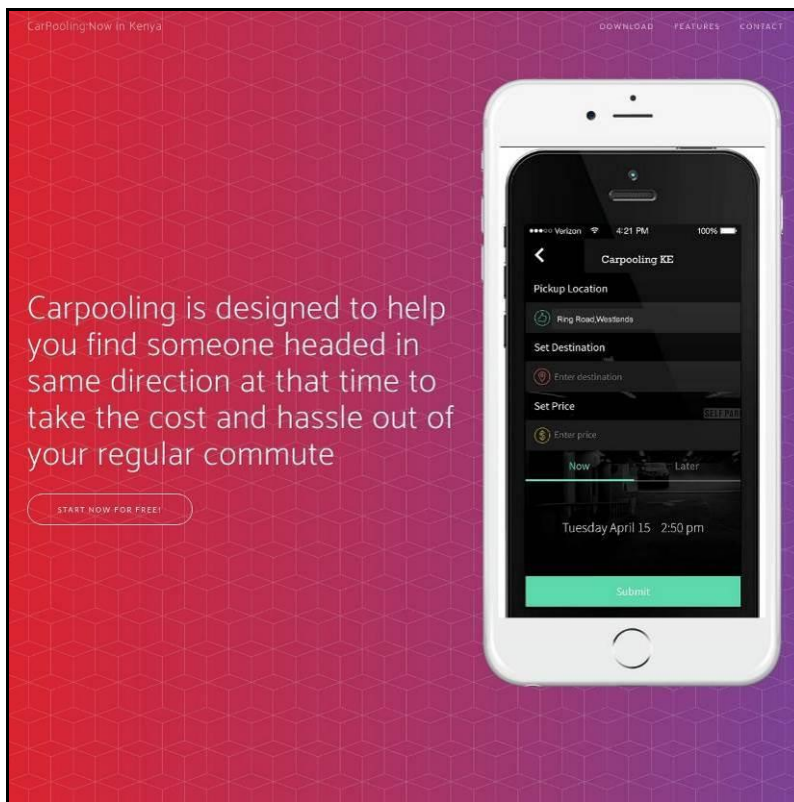 CarPooling:Now in Kenya
DOWNLOAD FEATURES CONTACT
Carpooling is designed to help
you find someone headed in
same direction at that time to
take the cost and hassle out of
your regular commute
START NOW FOR FREE!
Verizon 4:21 PM 100%
Carpooling KE
Pickup Location
Ring Road,Westlands
Set Destination
Enter destination
Set Price
SELF PAR
Enter price
Now Later
Tuesday April 15 2:50 pm
Submit